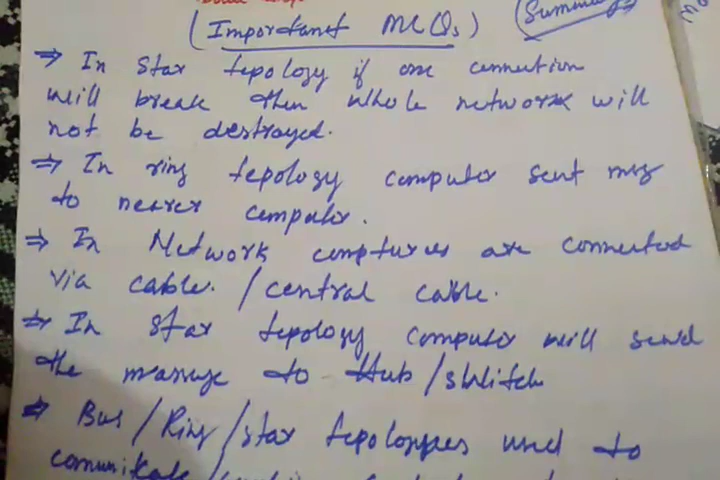 (Important MCQs) (Summary)
⇒ In star topology if one connection
will break then whole network will
not be destroyed.
⇒ In ring topology computer sent msg
to nearer computer.
⇒ In Network computers are connected
via cable. / central cable.
⇒ In star topology computer will send
the message to Hub/switch
⇒ Bus/Ring/star topologyes used to
comunikate /